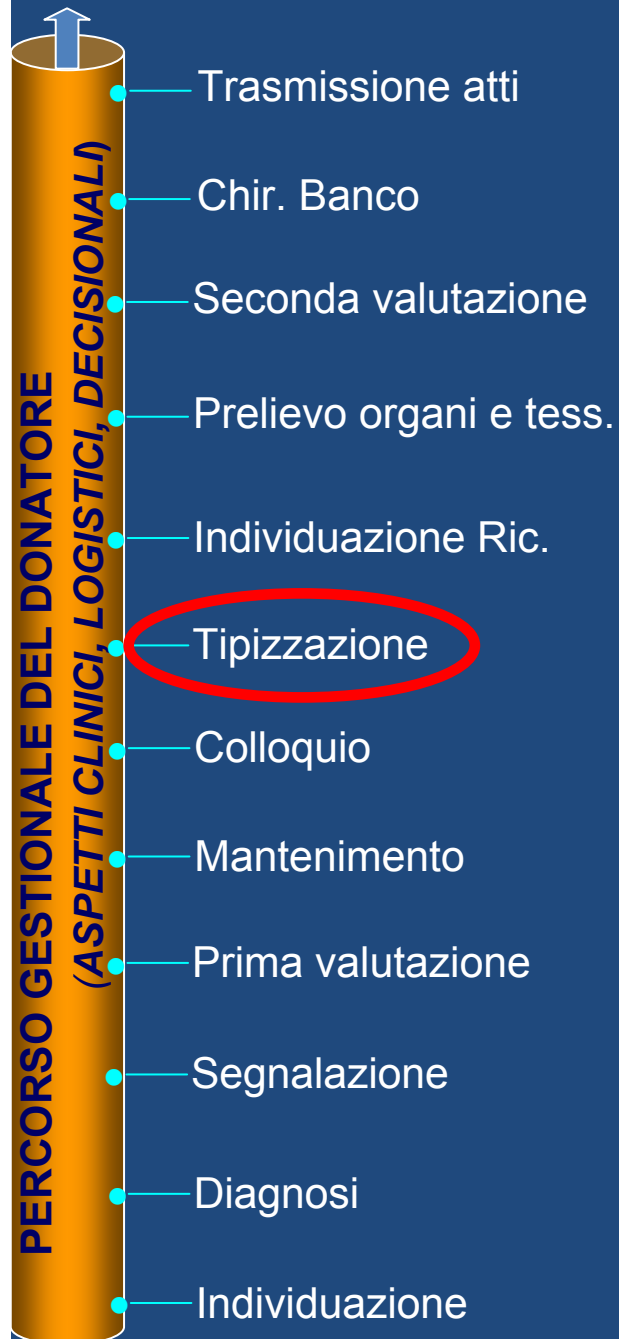 PERCORSO GESTIONALE DEL DONATORE
(ASPETTI CLINICI, LOGISTICI, DECISIONALI)
Trasmissione atti
Chir. Banco
Seconda valutazione
Prelievo organi e tess.
Individuazione Ric.
Tipizzazione
Colloquio
Mantenimento
Prima valutazione
Segnalazione
Diagnosi
Individuazione